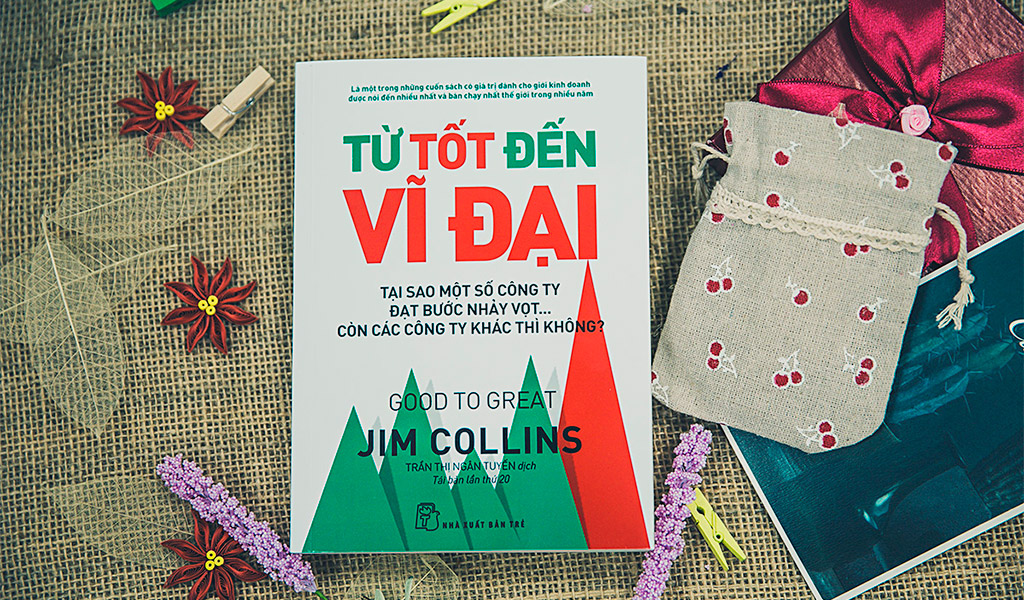 Là một trong những cuốn sách có giá trị dành cho giới kinh doanh
được nói đến nhiều nhất và bán chạy nhất thế giới trong nhiều năm
TỪ TỐT ĐẾN
VĨ ĐẠI
TẠI SAO MỘT SỐ CÔNG TY
ĐẠT BƯỚC NHẢY VỌT...
CÒN CÁC CÔNG TY KHÁC THÌ KHÔNG?
GOOD TO GREAT
JIM COLLINS
TRẦN THỊ NGÂN TUYẾN dịch
Tái bản lần thứ 20
NHÀ XUẤT BẢN TRẺ